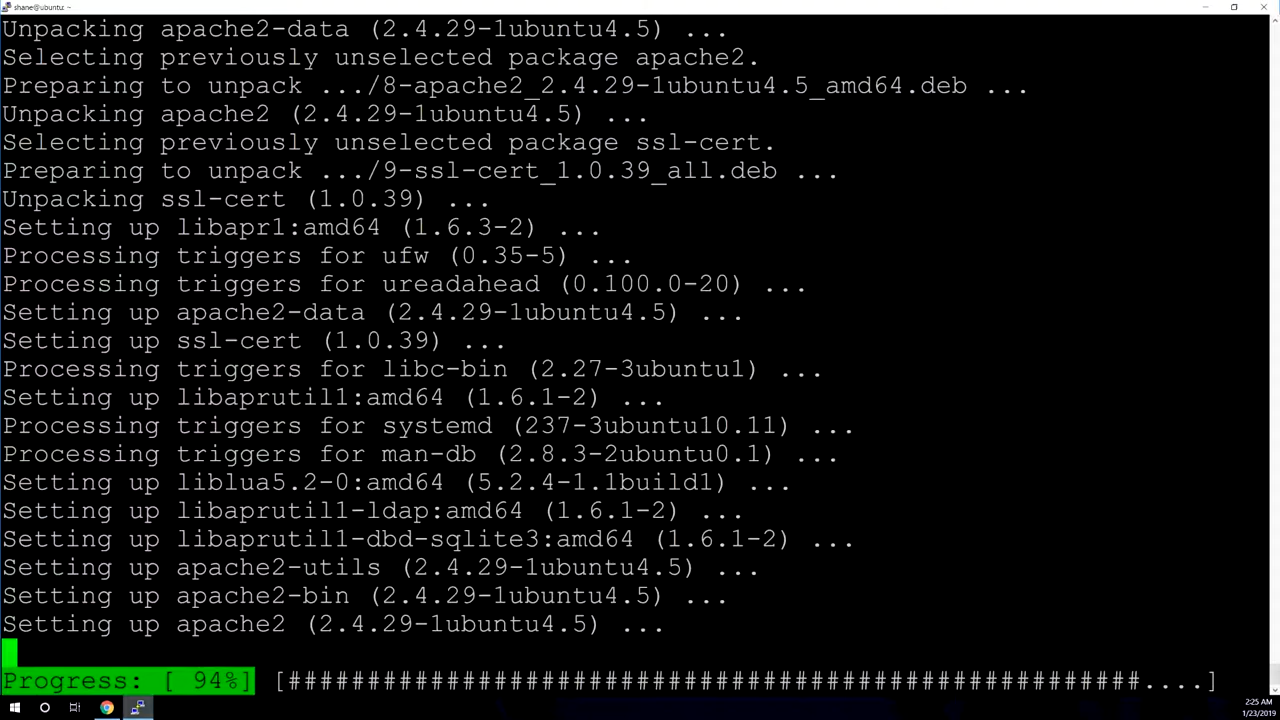 shane@ubuntu: ~
Unpacking apache2-data (2.4.29-1ubuntu4.5) ...
Selecting previously unselected package apache2.
Preparing to unpack .../8-apache2_2.4.29-1ubuntu4.5_amd64.deb ...
Unpacking apache2 (2.4.29-1ubuntu4.5) ...
Selecting previously unselected package ssl-cert.
Preparing to unpack .../9-ssl-cert_1.0.39_all.deb ...
Unpacking ssl-cert (1.0.39) ...
Setting up libapr1:amd64 (1.6.3-2) ...
Processing triggers for ufw (0.35-5) ...
Processing triggers for ureadahead (0.100.0-20) ...
Setting up apache2-data (2.4.29-1ubuntu4.5) ...
Setting up ssl-cert (1.0.39) ...
Processing triggers for libc-bin (2.27-3ubuntu1) ...
Setting up libaprutil1:amd64 (1.6.1-2) ...
Processing triggers for systemd (237-3ubuntu10.11) ...
Processing triggers for man-db (2.8.3-2ubuntu0.1) ...
Setting up liblua5.2-0:amd64 (5.2.4-1.1build1) ...
Setting up libaprutil1-ldap:amd64 (1.6.1-2) ...
Setting up libaprutil1-dbd-sqlite3:amd64 (1.6.1-2) ...
Setting up apache2-utils (2.4.29-1ubuntu4.5) ...
Setting up apache2-bin (2.4.29-1ubuntu4.5) ...
Setting up apache2 (2.4.29-1ubuntu4.5) ...
Progress: [ 94%] [######################################################....]
2:25 AM
1/23/2019